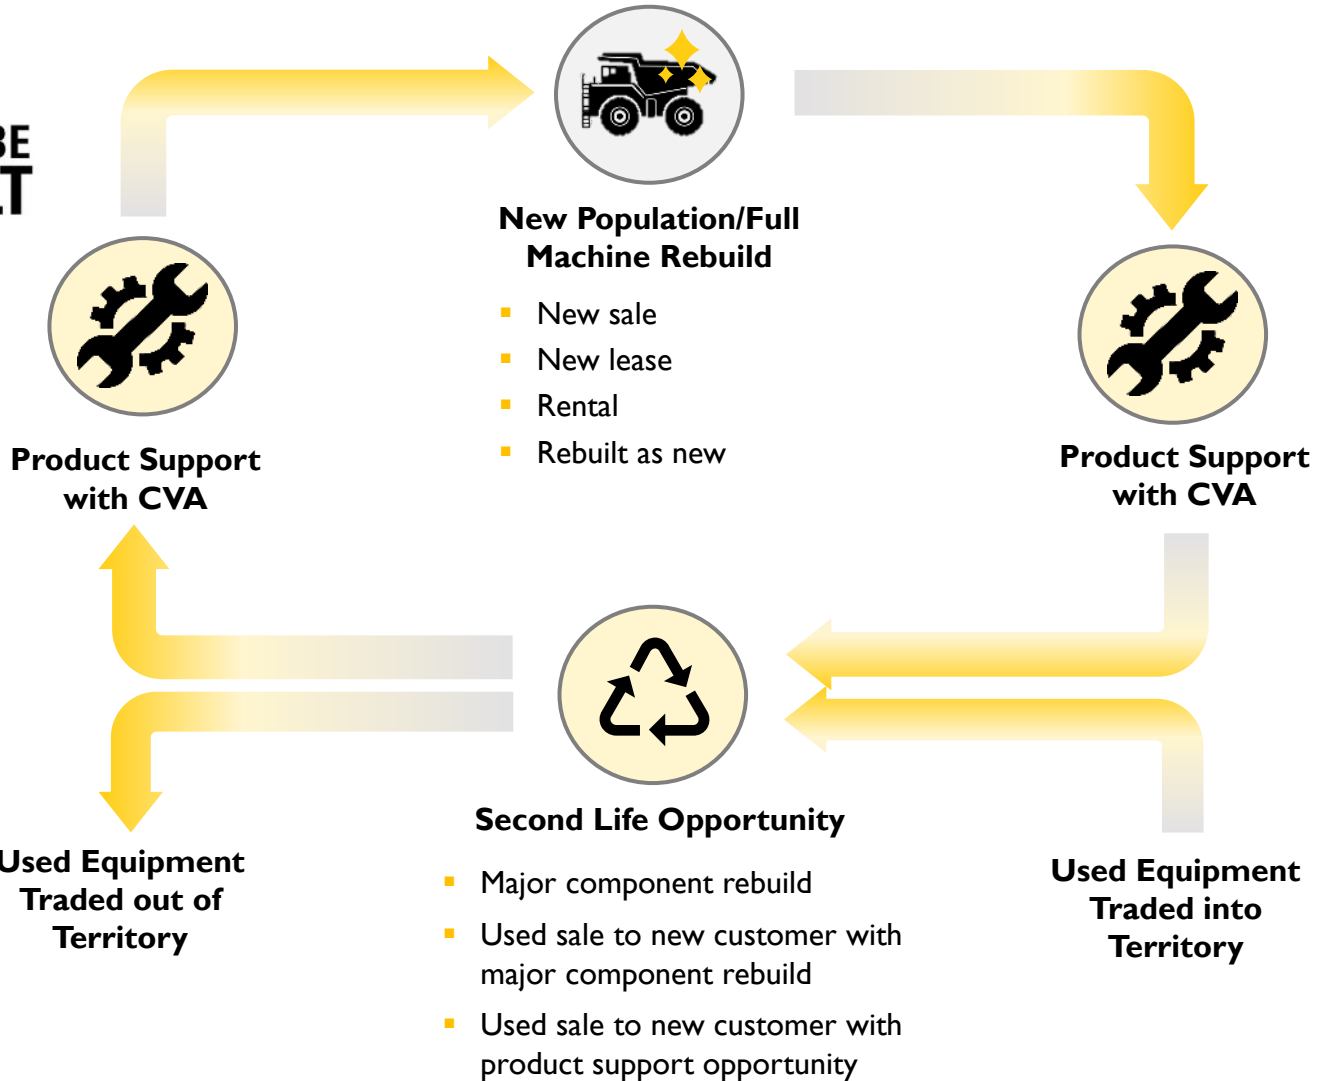 BE
LT
New Population/Full
Machine Rebuild
New sale
New lease
Rental
Rebuilt as new
Product Support
with CVA
Product Support
with CVA
Second Life Opportunity
Major component rebuild
Used sale to new customer with
major component rebuild
Used sale to new customer with
product support opportunity
Used Equipment
Traded out of
Territory
Used Equipment
Traded into
Territory